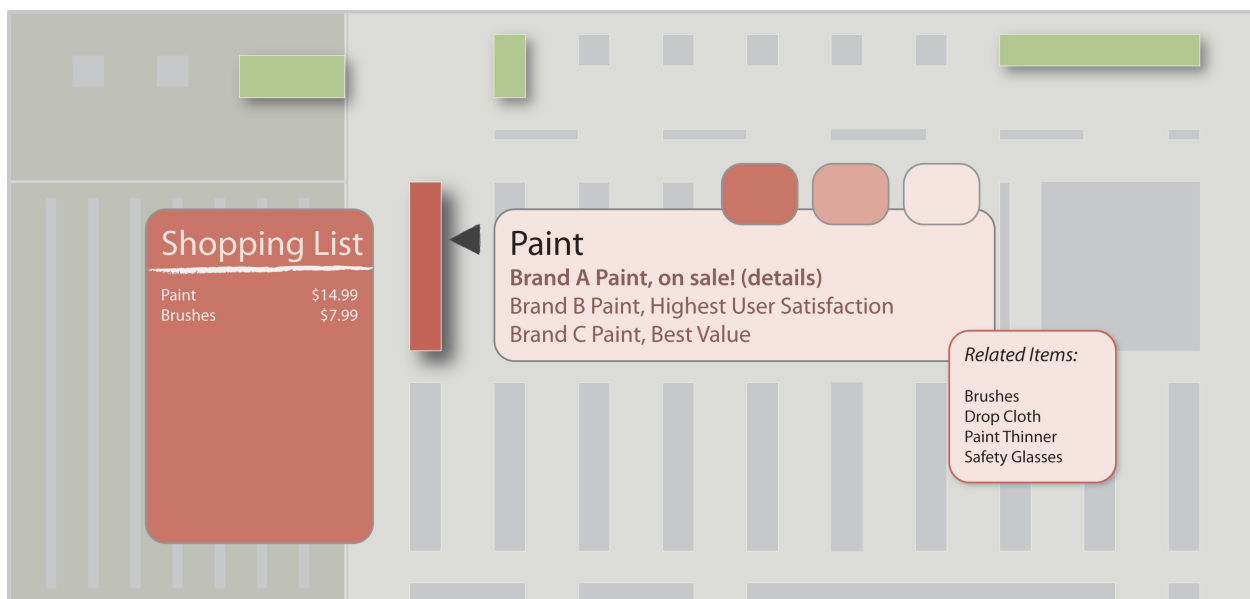 Shopping List
Paint $14.99
Brushes $7.99
Paint
Brand A Paint, on sale! (details)
Brand B Paint, Highest User Satisfaction
Brand C Paint, Best Value
Related Items:
Brushes
Drop Cloth
Paint Thinner
Safety Glasses